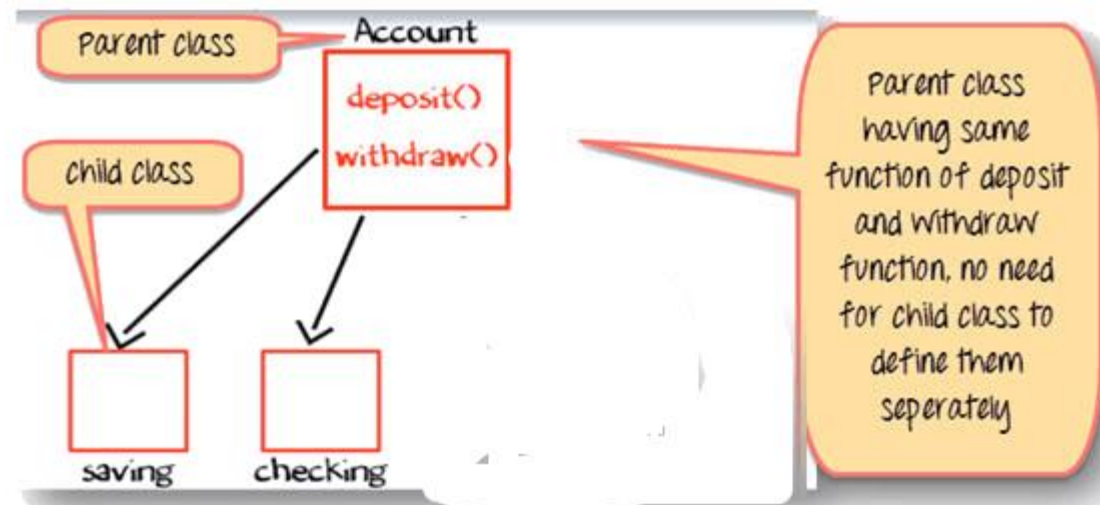 Parent class
Account
deposit()
withdraw()
child class
saving
checking
Parent class
having same
function of deposit
and withdraw
function, no need
for child class to
define them
seperately